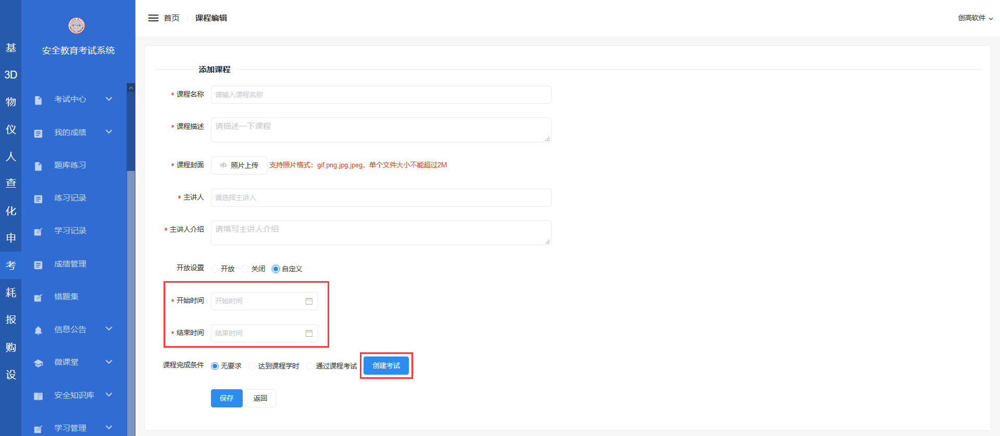 基
3D
物
仪
人
查
化
申
考
耗
报
购
设
安全教育考试系统
考试中心
我的成绩
题库练习
练习记录
学习记录
成绩管理
错题集
信息公告
微课堂
安全知识库
学习管理
首页 / 课程编辑
创高软件
添加课程
* 课程名称 请输入课程名称
* 课程描述 请描述一下课程
* 课程封面 照片上传 支持照片格式：gif,png,jpg,jpeg，单个文件大小不能超过2M
* 主讲人 请选择主讲人
* 主讲人介绍 请填写主讲人介绍
开放设置 开放 关闭 自定义
* 开始时间 开始时间
* 结束时间 结束时间
课程完成条件 无要求 达到课程学时 通过课程考试 创建考试
保存 返回